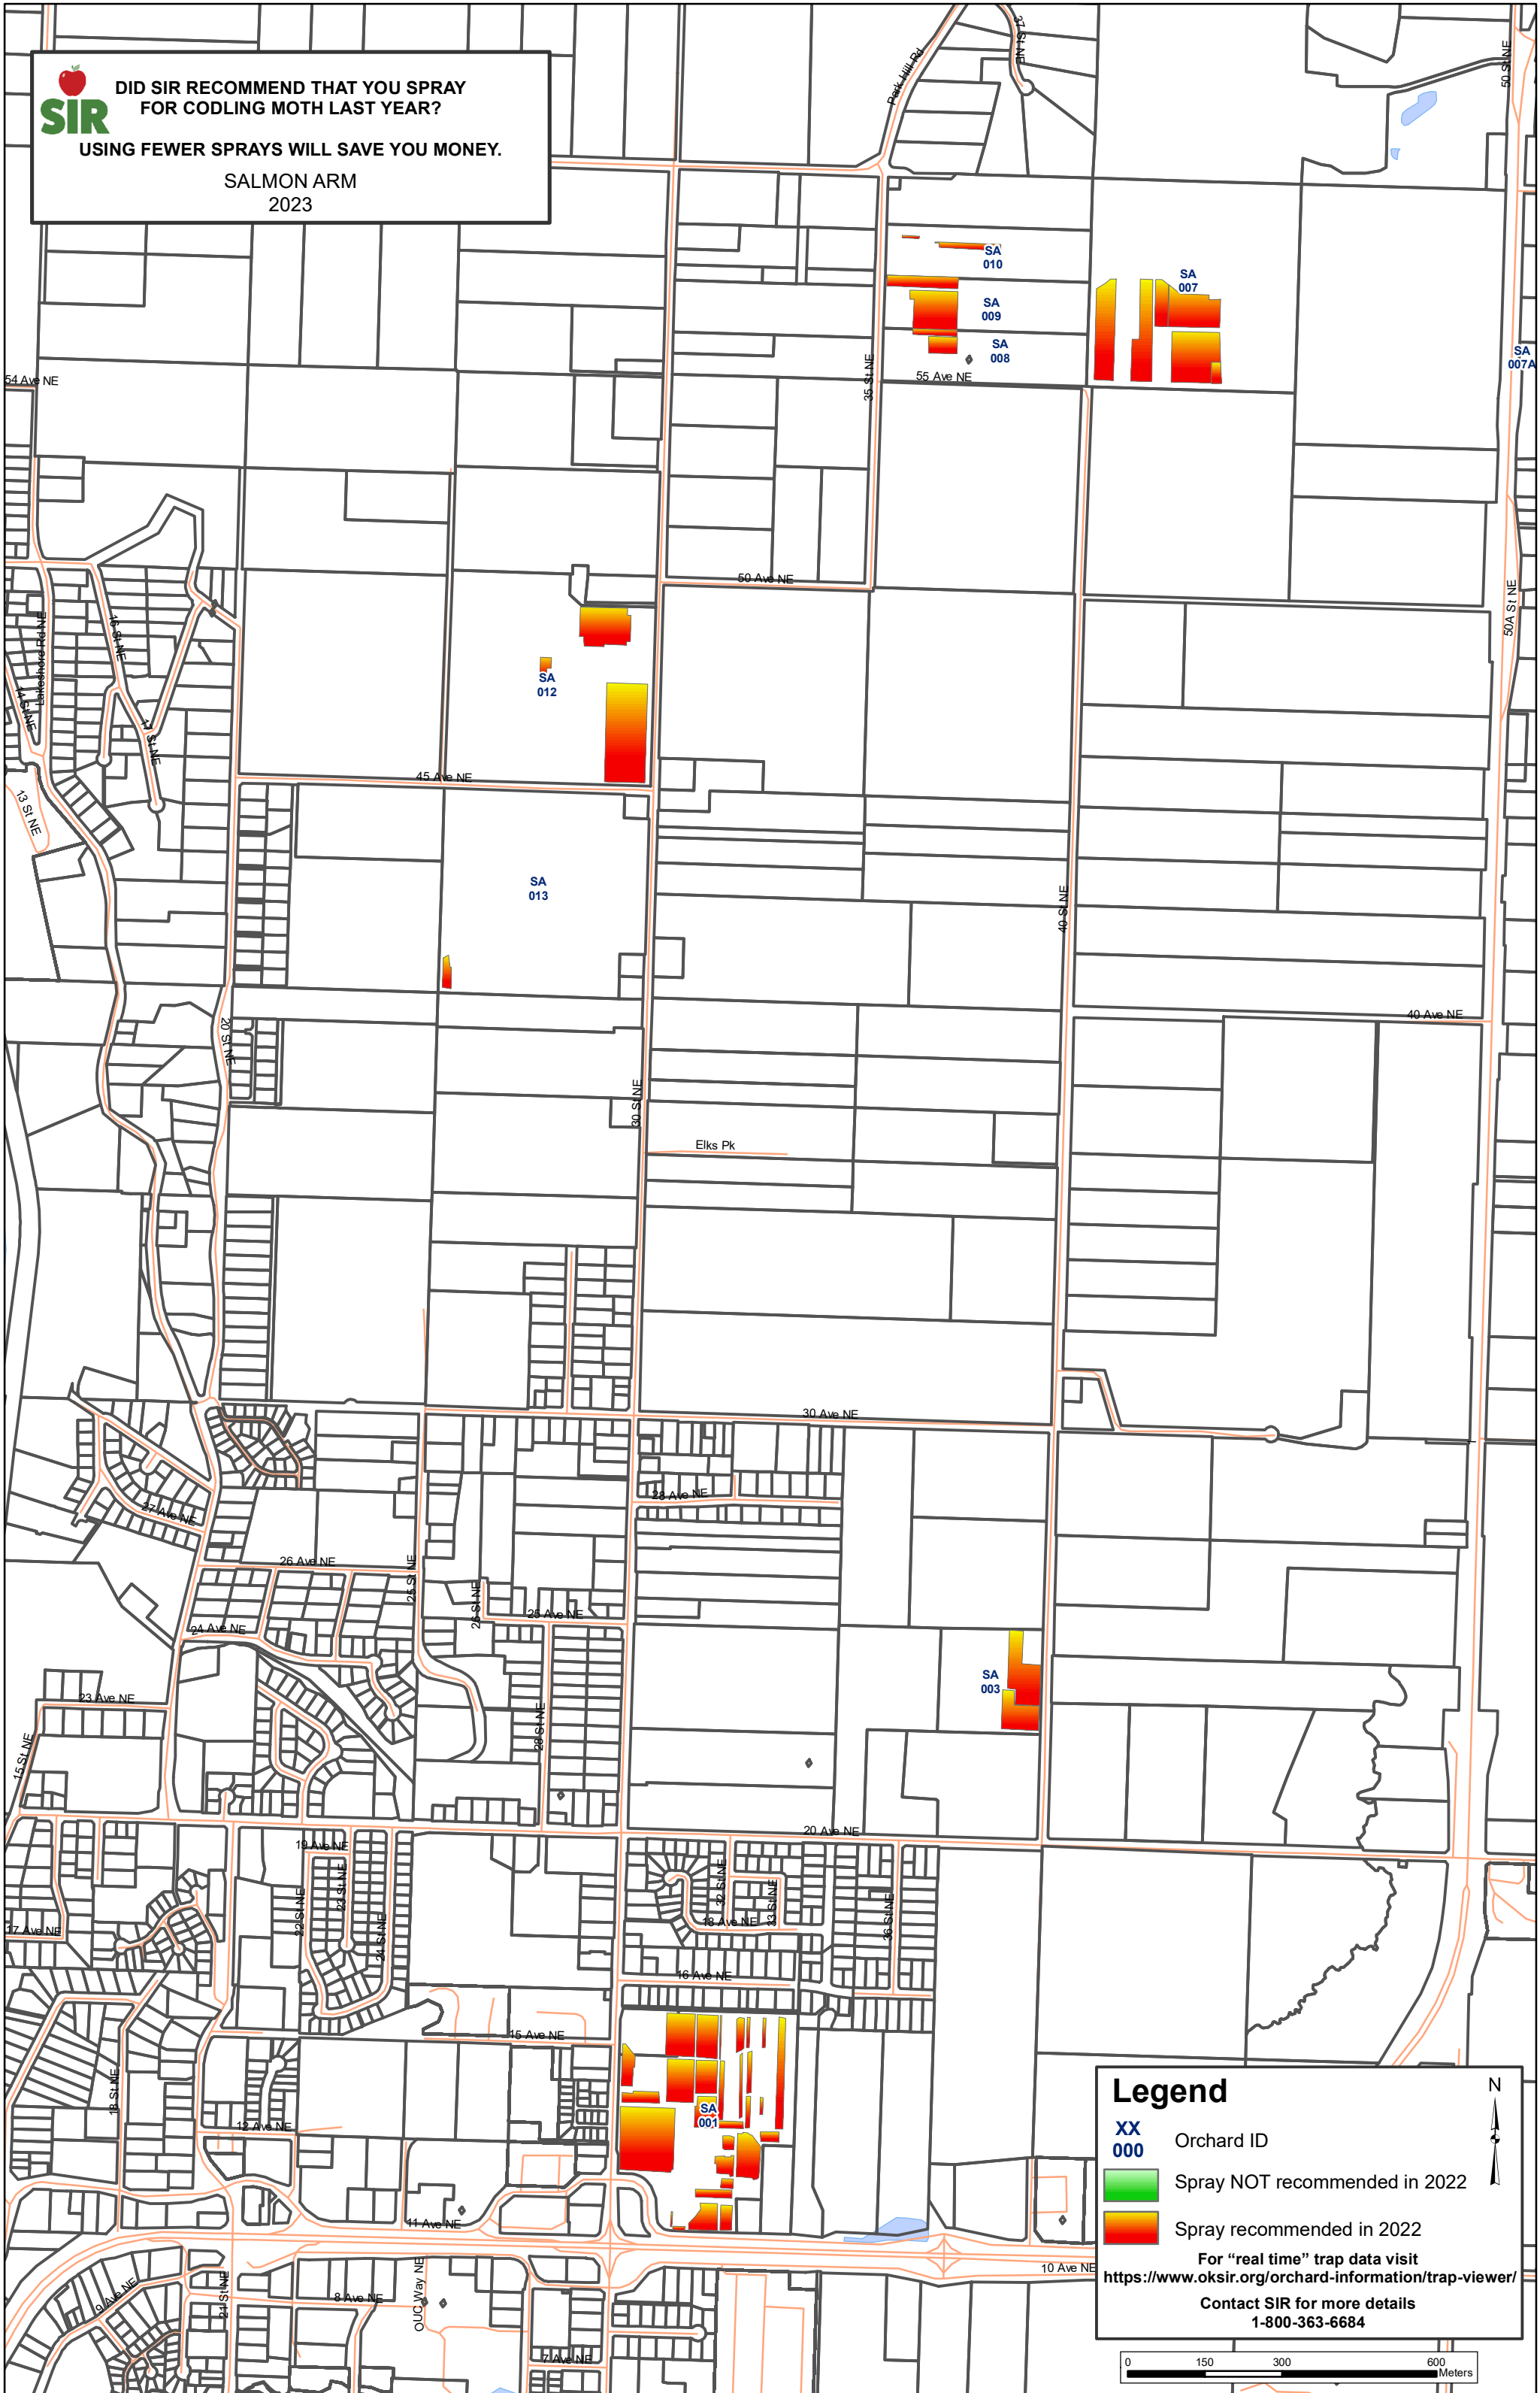 DID SIR RECOMMEND THAT YOU SPRAY
FOR CODLING MOTH LAST YEAR?
SIR
USING FEWER SPRAYS WILL SAVE YOU MONEY.
SALMON ARM
2023
Park Hill Rd
37 St NE
50 St NE
SA
010
SA
007
SA
009
SA
008
SA
007A
54 Ave NE
35 St NE
55 Ave NE
50 Ave NE
50A St NE
Lakeshore Rd NE
16 St NE
14 St NE
17 St NE
SA
012
45 Ave NE
13 St NE
SA
013
40 St NE
40 Ave NE
20 St NE
30 St NE
Elks Pk
30 Ave NE
28 Ave NE
27 Ave NE
26 Ave NE
25 St NE
26 St NE
25 Ave NE
24 Ave NE
SA
003
23 Ave NE
28 St NE
15 St NE
20 Ave NE
19 Ave NE
22 St NE
23 St NE
24 St NE
32 St NE
33 St NE
18 Ave NE
36 St NE
17 Ave NE
16 Ave NE
15 Ave NE
18 St NE
SA
001
12 Ave NE
11 Ave NE
10 Ave NE
9 Ave NE
21 St NE
8 Ave NE
OUC Way NE
7 Ave NE
Legend
N
XX
000
Orchard ID
Spray NOT recommended in 2022
Spray recommended in 2022
For “real time” trap data visit
https://www.oksir.org/orchard-information/trap-viewer/
Contact SIR for more details
1-800-363-6684
0 150 300 600
Meters